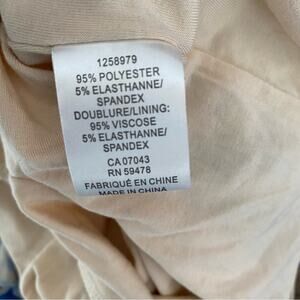 1258979
95% POLYESTER
5% ELASTHANNE/
SPANDEX
DOUBLURE/LINING:
95% VISCOSE
5% ELASTHANNE/
SPANDEX
CA 07043
RN 59478
FABRIQUÉ EN CHINE
MADE IN CHINA